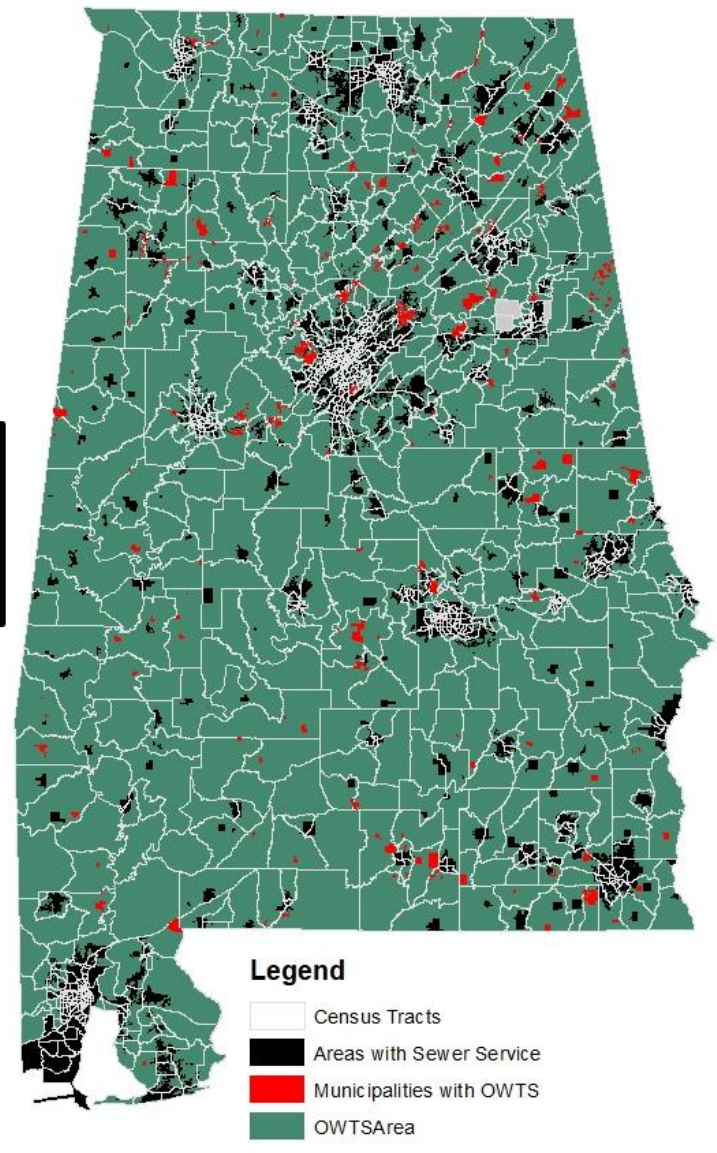 Legend
Census Tracts
Areas with Sewer Service
Municipalities with OWTS
OWTSArea